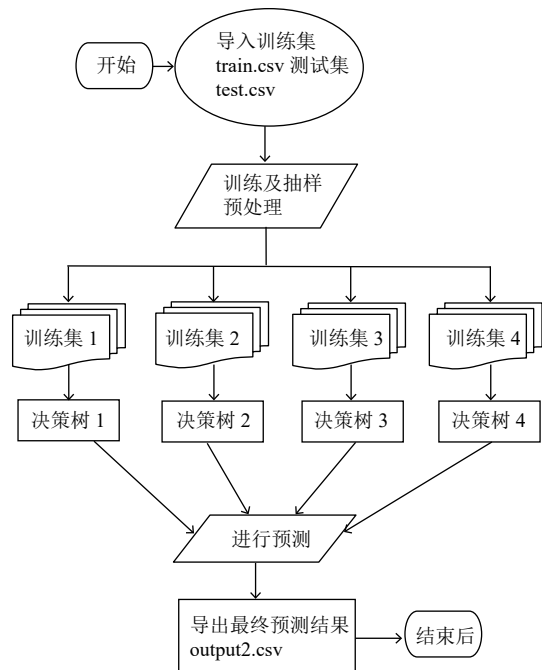 开始
导入训练集
train.csv 测试集
test.csv
训练及抽样
预处理
训练集 1
训练集 2
训练集 3
训练集 4
决策树 1
决策树 2
决策树 3
决策树 4
进行预测
导出最终预测结果
output2.csv
结束后